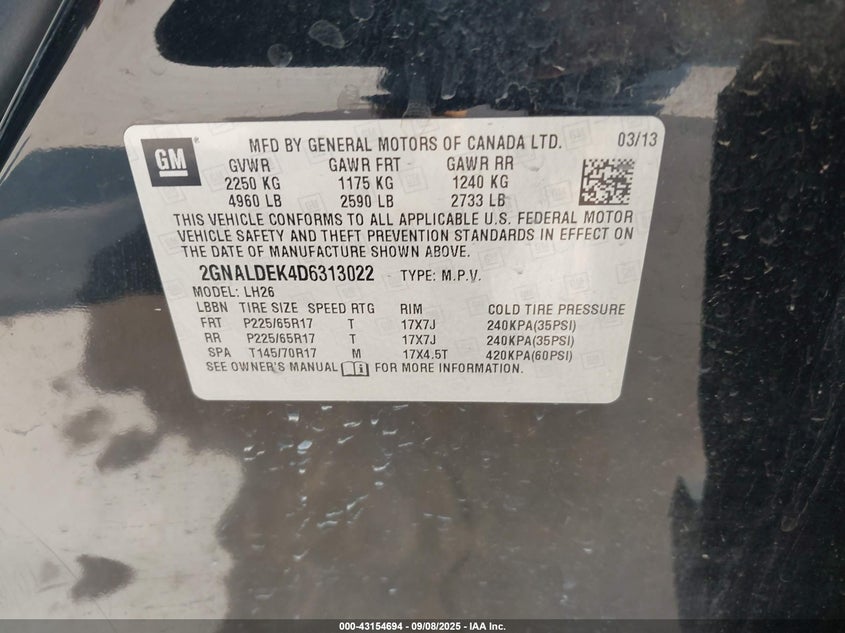 GM
MFD BY GENERAL MOTORS OF CANADA LTD. 03/13
GVWR GAWR FRT GAWR RR
2250 KG 1175 KG 1240 KG
4960 LB 2590 LB 2733 LB
THIS VEHICLE CONFORMS TO ALL APPLICABLE U.S. FEDERAL MOTOR
VEHICLE SAFETY AND THEFT PREVENTION STANDARDS IN EFFECT ON
THE DATE OF MANUFACTURE SHOWN ABOVE.
2GNALDEK4D6313022 TYPE: M.P.V.
MODEL: LH26
LBBN TIRE SIZE SPEED RTG RIM COLD TIRE PRESSURE
FRT P225/65R17 T 17X7J 240KPA(35PSI)
RR P225/65R17 T 17X7J 240KPA(35PSI)
SPA T145/70R17 M 17X4.5T 420KPA(60PSI)
SEE OWNER'S MANUAL FOR MORE INFORMATION.
000-43154694 - 09/08/2025 - IAA Inc.